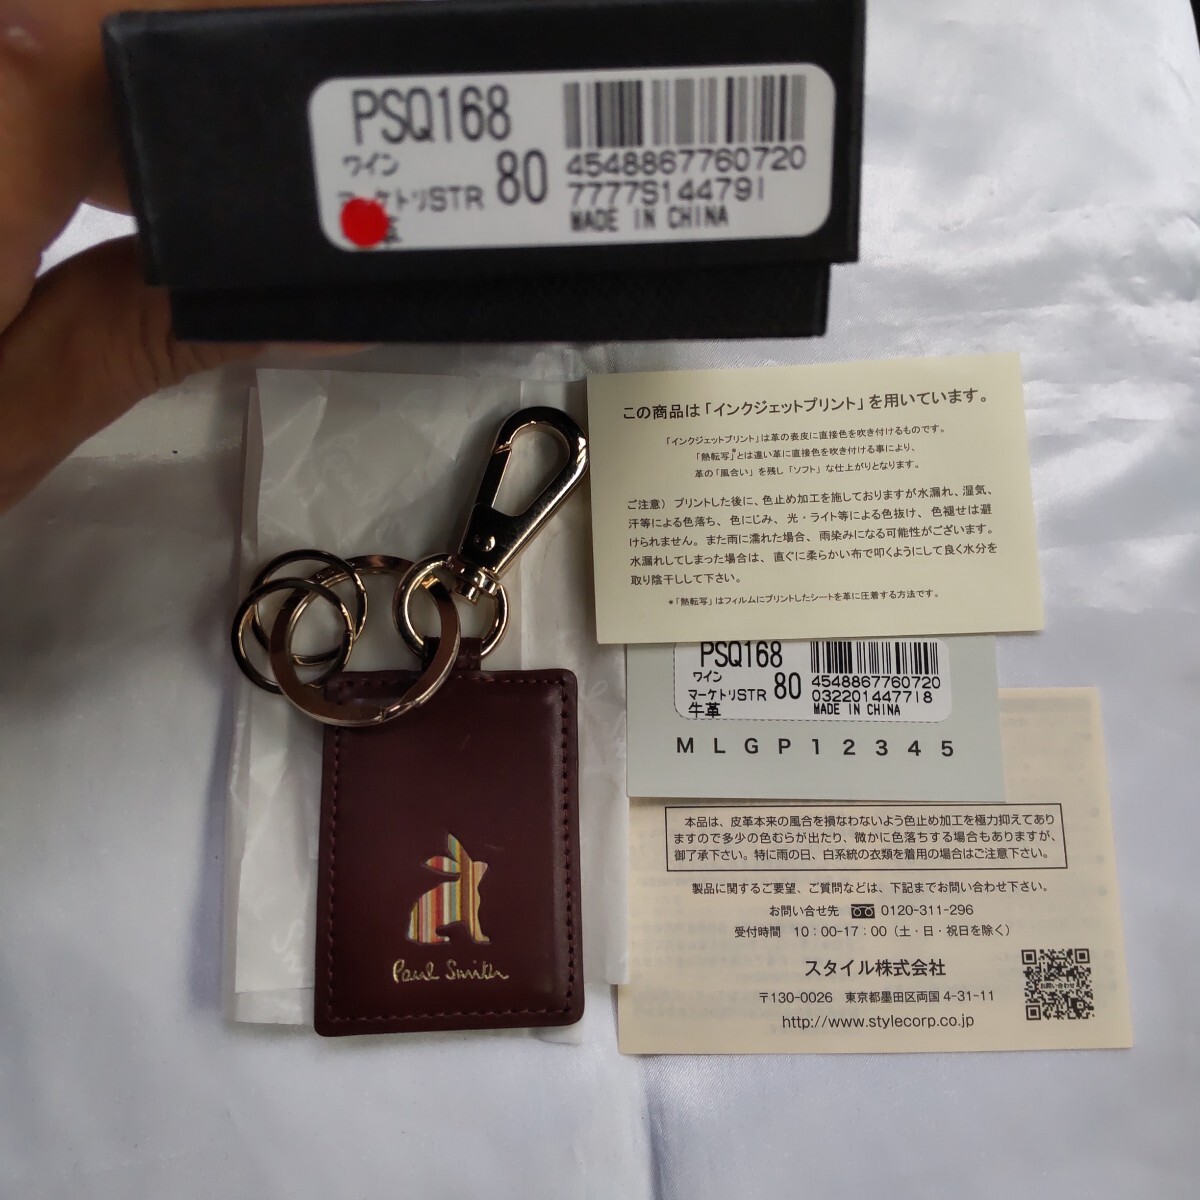 PSQ168
ワイン
マーケトリSTR 80
革
4548867760720
7777S144791
MADE IN CHINA
この商品は「インクジェットプリント」を用いています。
「インクジェットプリント」は革の表皮に直接色を吹き付けるものです。
「熱転写」*とは違い革に直接色を吹き付ける事により、
革の「風合い」を残し「ソフト」な仕上がりとなります。
ご注意）プリントした後に、色止め加工を施しておりますが水漏れ、湿気、
汗等による色落ち、色にじみ、光・ライト等による色抜け、色褪せは避
けられません。また雨に濡れた場合、雨染みになる可能性がございます。
水漏れしてしまった場合は、直ぐに柔らかい布で叩くようにして良く水分を
取り陰干しして下さい。
*「熱転写」はフィルムにプリントしたシートを革に圧着する方法です。
PSQ168
ワイン
マーケトリSTR 80
牛革
4548867760720
032201447718
MADE IN CHINA
M L G P 1 2 3 4 5
Paul Smith
本品は、皮革本来の風合を損なわないよう色止め加工を極力抑えてあり
ますので多少の色むらが出たり、微かに色落ちする場合もありますが、
御了承下さい。特に雨の日、白系統の衣類を着用の場合はご注意下さい。
製品に関するご要望、ご質問などは、下記までお問い合わせ下さい。
お問い合せ先 0120-311-296
受付時間 10：00-17：00（土・日・祝日を除く）
スタイル株式会社
〒130-0026 東京都墨田区両国 4-31-11
http://www.stylecorp.co.jp
お問い合わせ